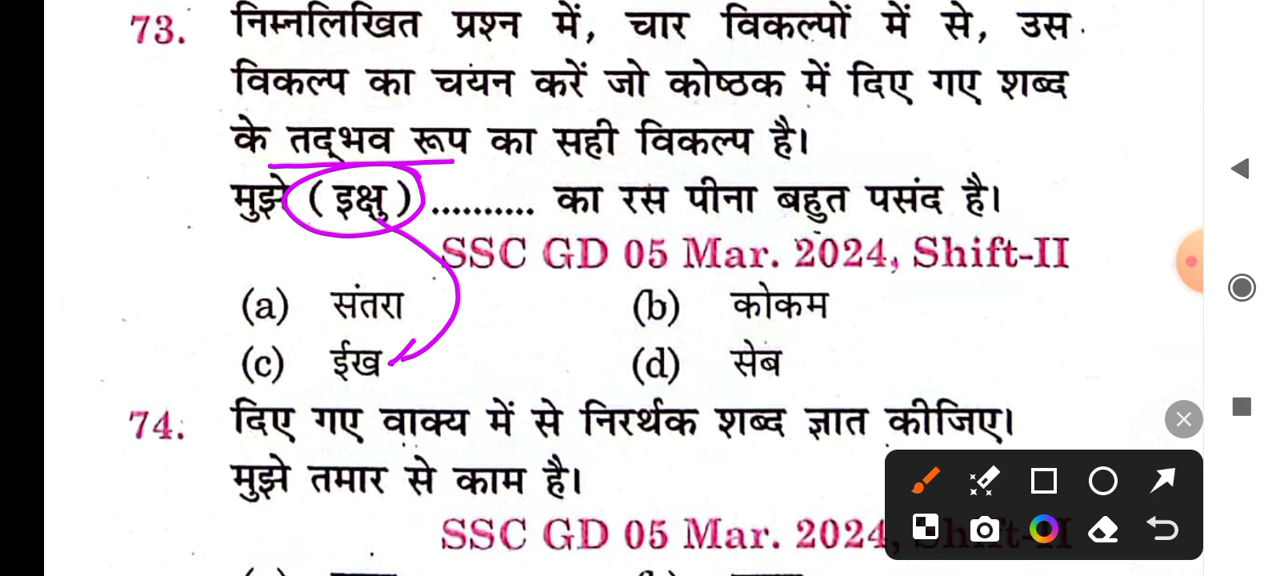 73. निम्नलिखित प्रश्न में, चार विकल्पों में से, उस
विकल्प का चयन करें जो कोष्ठक में दिए गए शब्द
के तद्भव रूप का सही विकल्प है।
मुझे (इक्षु) .......... का रस पीना बहुत पसंद है।
SSC GD 05 Mar. 2024, Shift-II
(a) संतरा (b) कोकम
(c) ईख (d) सेब
74. दिए गए वाक्य में से निरर्थक शब्द ज्ञात कीजिए।
मुझे तमार से काम है।
SSC GD 05 Mar. 2024, Shift-II